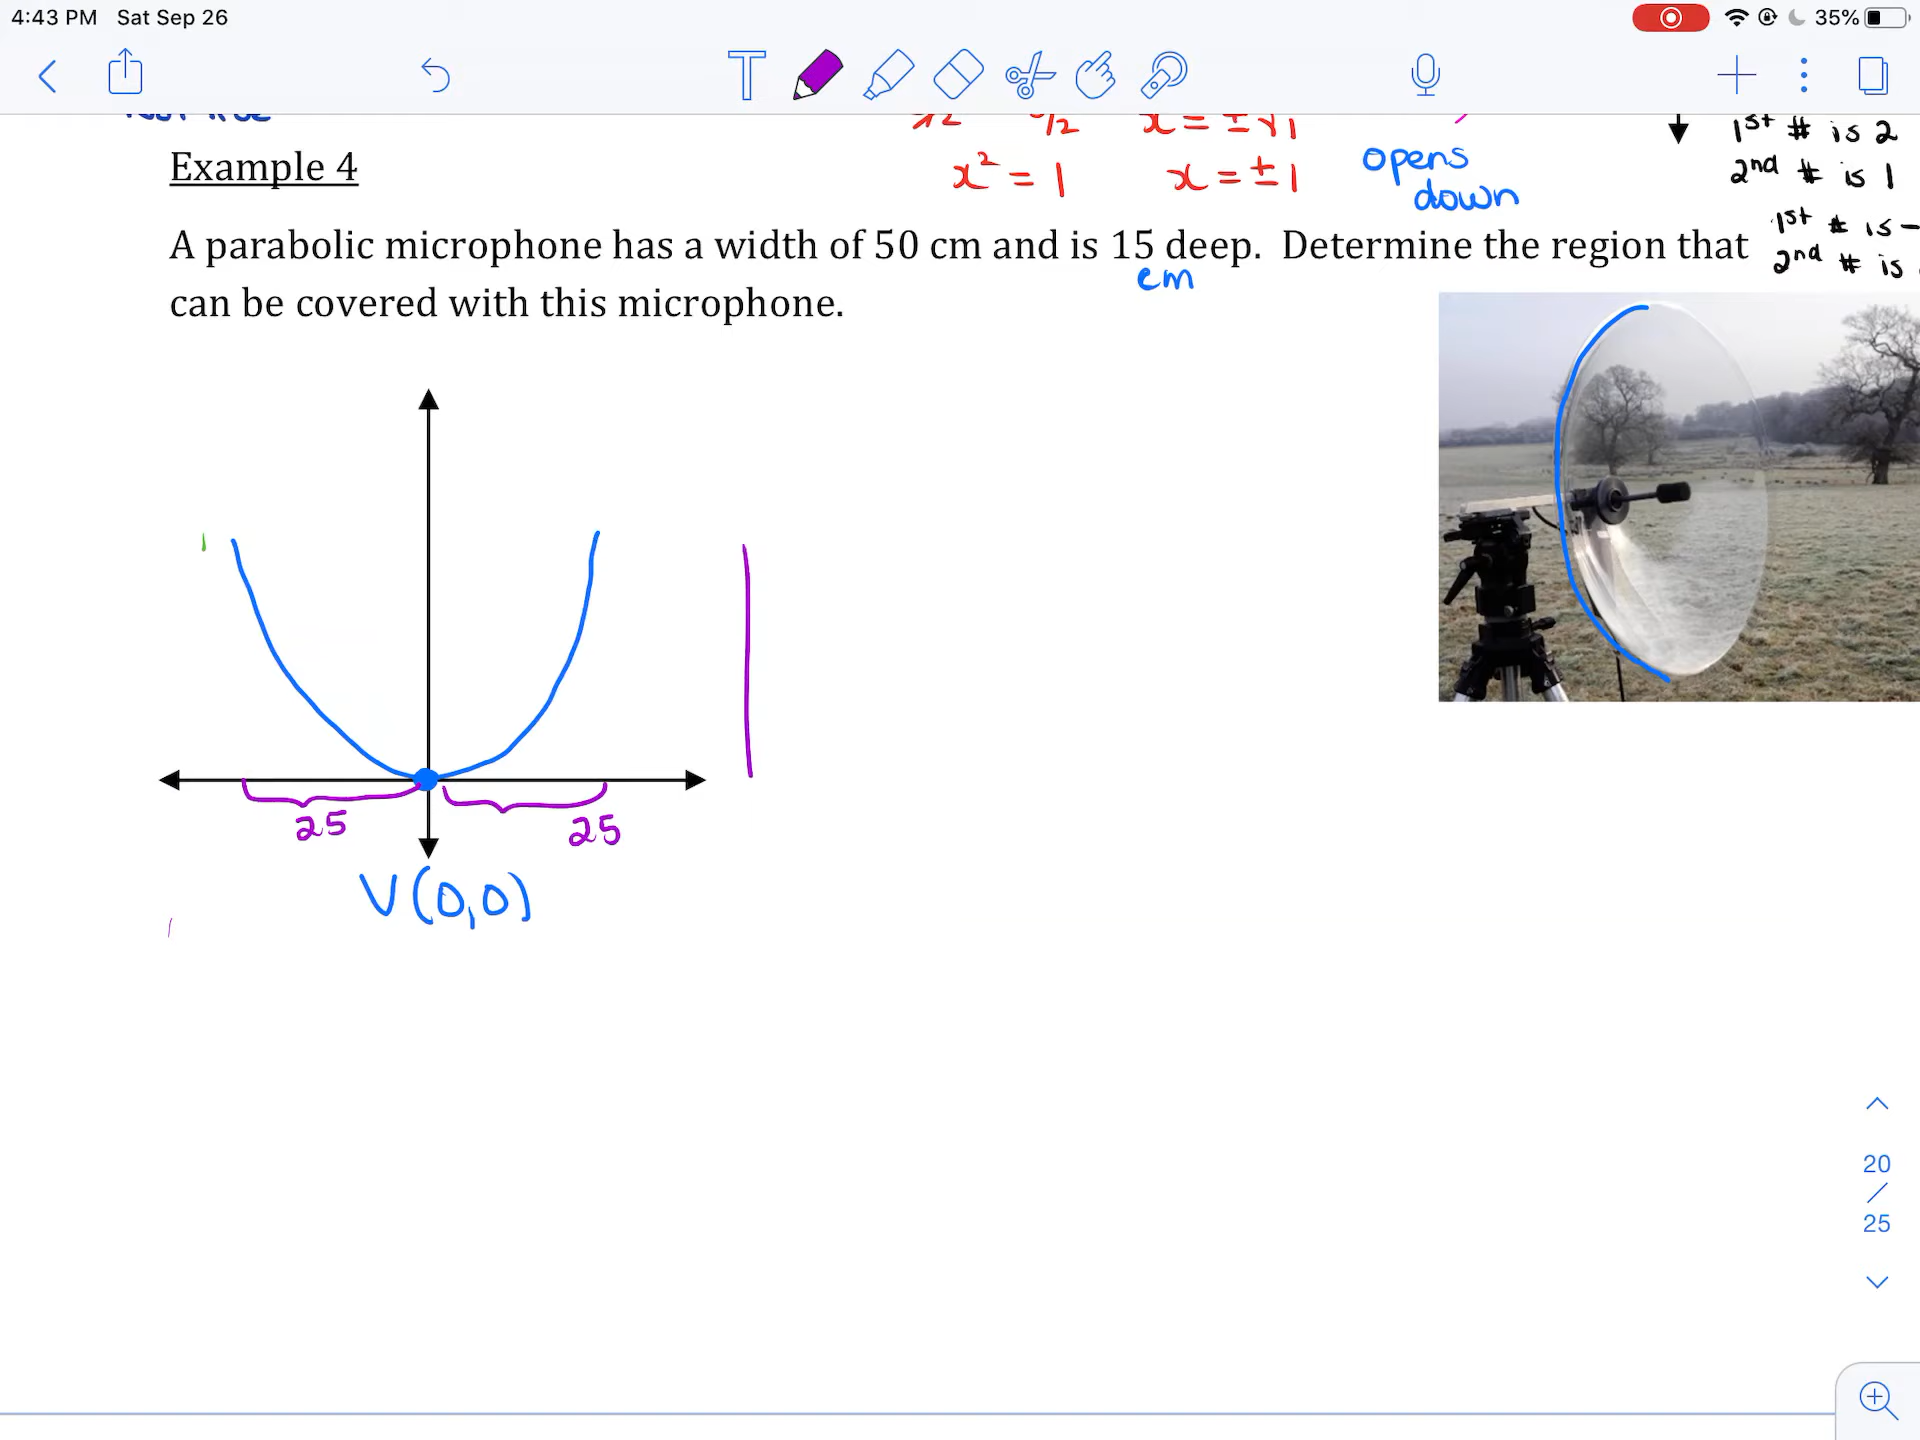 4:43 PM Sat Sep 26
35%
T
x = ± √1
1st # is 2
Example 4
x² = 1
x = ± 1
opens
down
2nd # is 1
1st # is -
A parabolic microphone has a width of 50 cm and is 15 deep. Determine the region that
cm
2nd # is
can be covered with this microphone.
25
25
V(0,0)
20
/
25